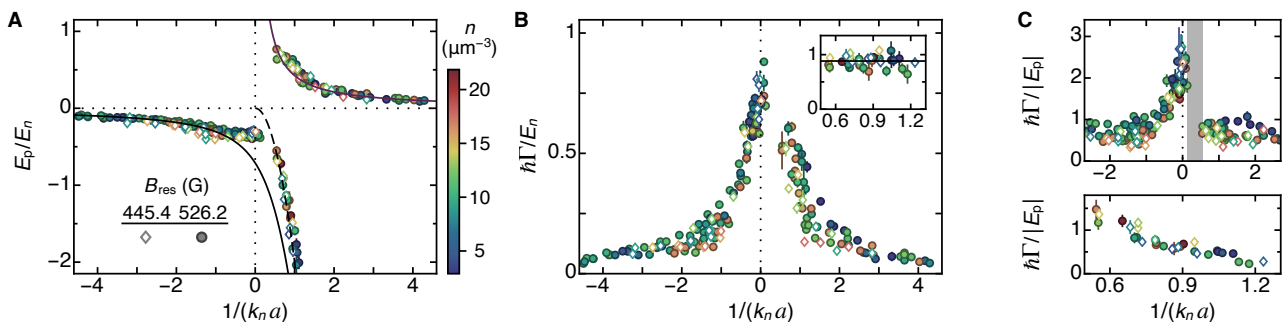 A
1
0
−1
−2
E_p/E_n
−4 −2 0 2 4
1/(k_n a)
B_res (G)
445.4 526.2
n
(µm⁻³)
20
15
10
5
B
1
0.5
0
ħΓ/E_n
−4 −2 0 2 4
1/(k_n a)
1
0
0.6 0.9 1.2
C
3
2
1
0
ħΓ/|E_p|
−2 0 2
1
0
ħΓ/|E_p|
0.6 0.9 1.2
1/(k_n a)